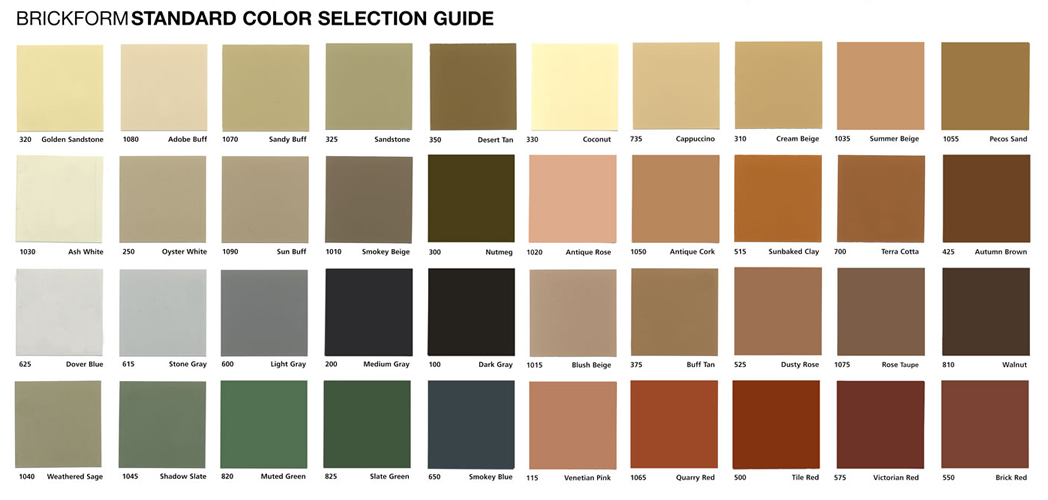 BRICKFORM STANDARD COLOR SELECTION GUIDE
320 Golden Sandstone 1080 Adobe Buff 1070 Sandy Buff 325 Sandstone 350 Desert Tan 330 Coconut 735 Cappuccino 310 Cream Beige 1035 Summer Beige 1055 Pecos Sand
1030 Ash White 250 Oyster White 1090 Sun Buff 1010 Smokey Beige 300 Nutmeg 1020 Antique Rose 1050 Antique Cork 515 Sunbaked Clay 700 Terra Cotta 425 Autumn Brown
625 Dover Blue 615 Stone Gray 600 Light Gray 200 Medium Gray 100 Dark Gray 1015 Blush Beige 375 Buff Tan 525 Dusty Rose 1075 Rose Taupe 810 Walnut
1040 Weathered Sage 1045 Shadow Slate 820 Muted Green 825 Slate Green 650 Smokey Blue 115 Venetian Pink 1065 Quarry Red 500 Tile Red 575 Victorian Red 550 Brick Red